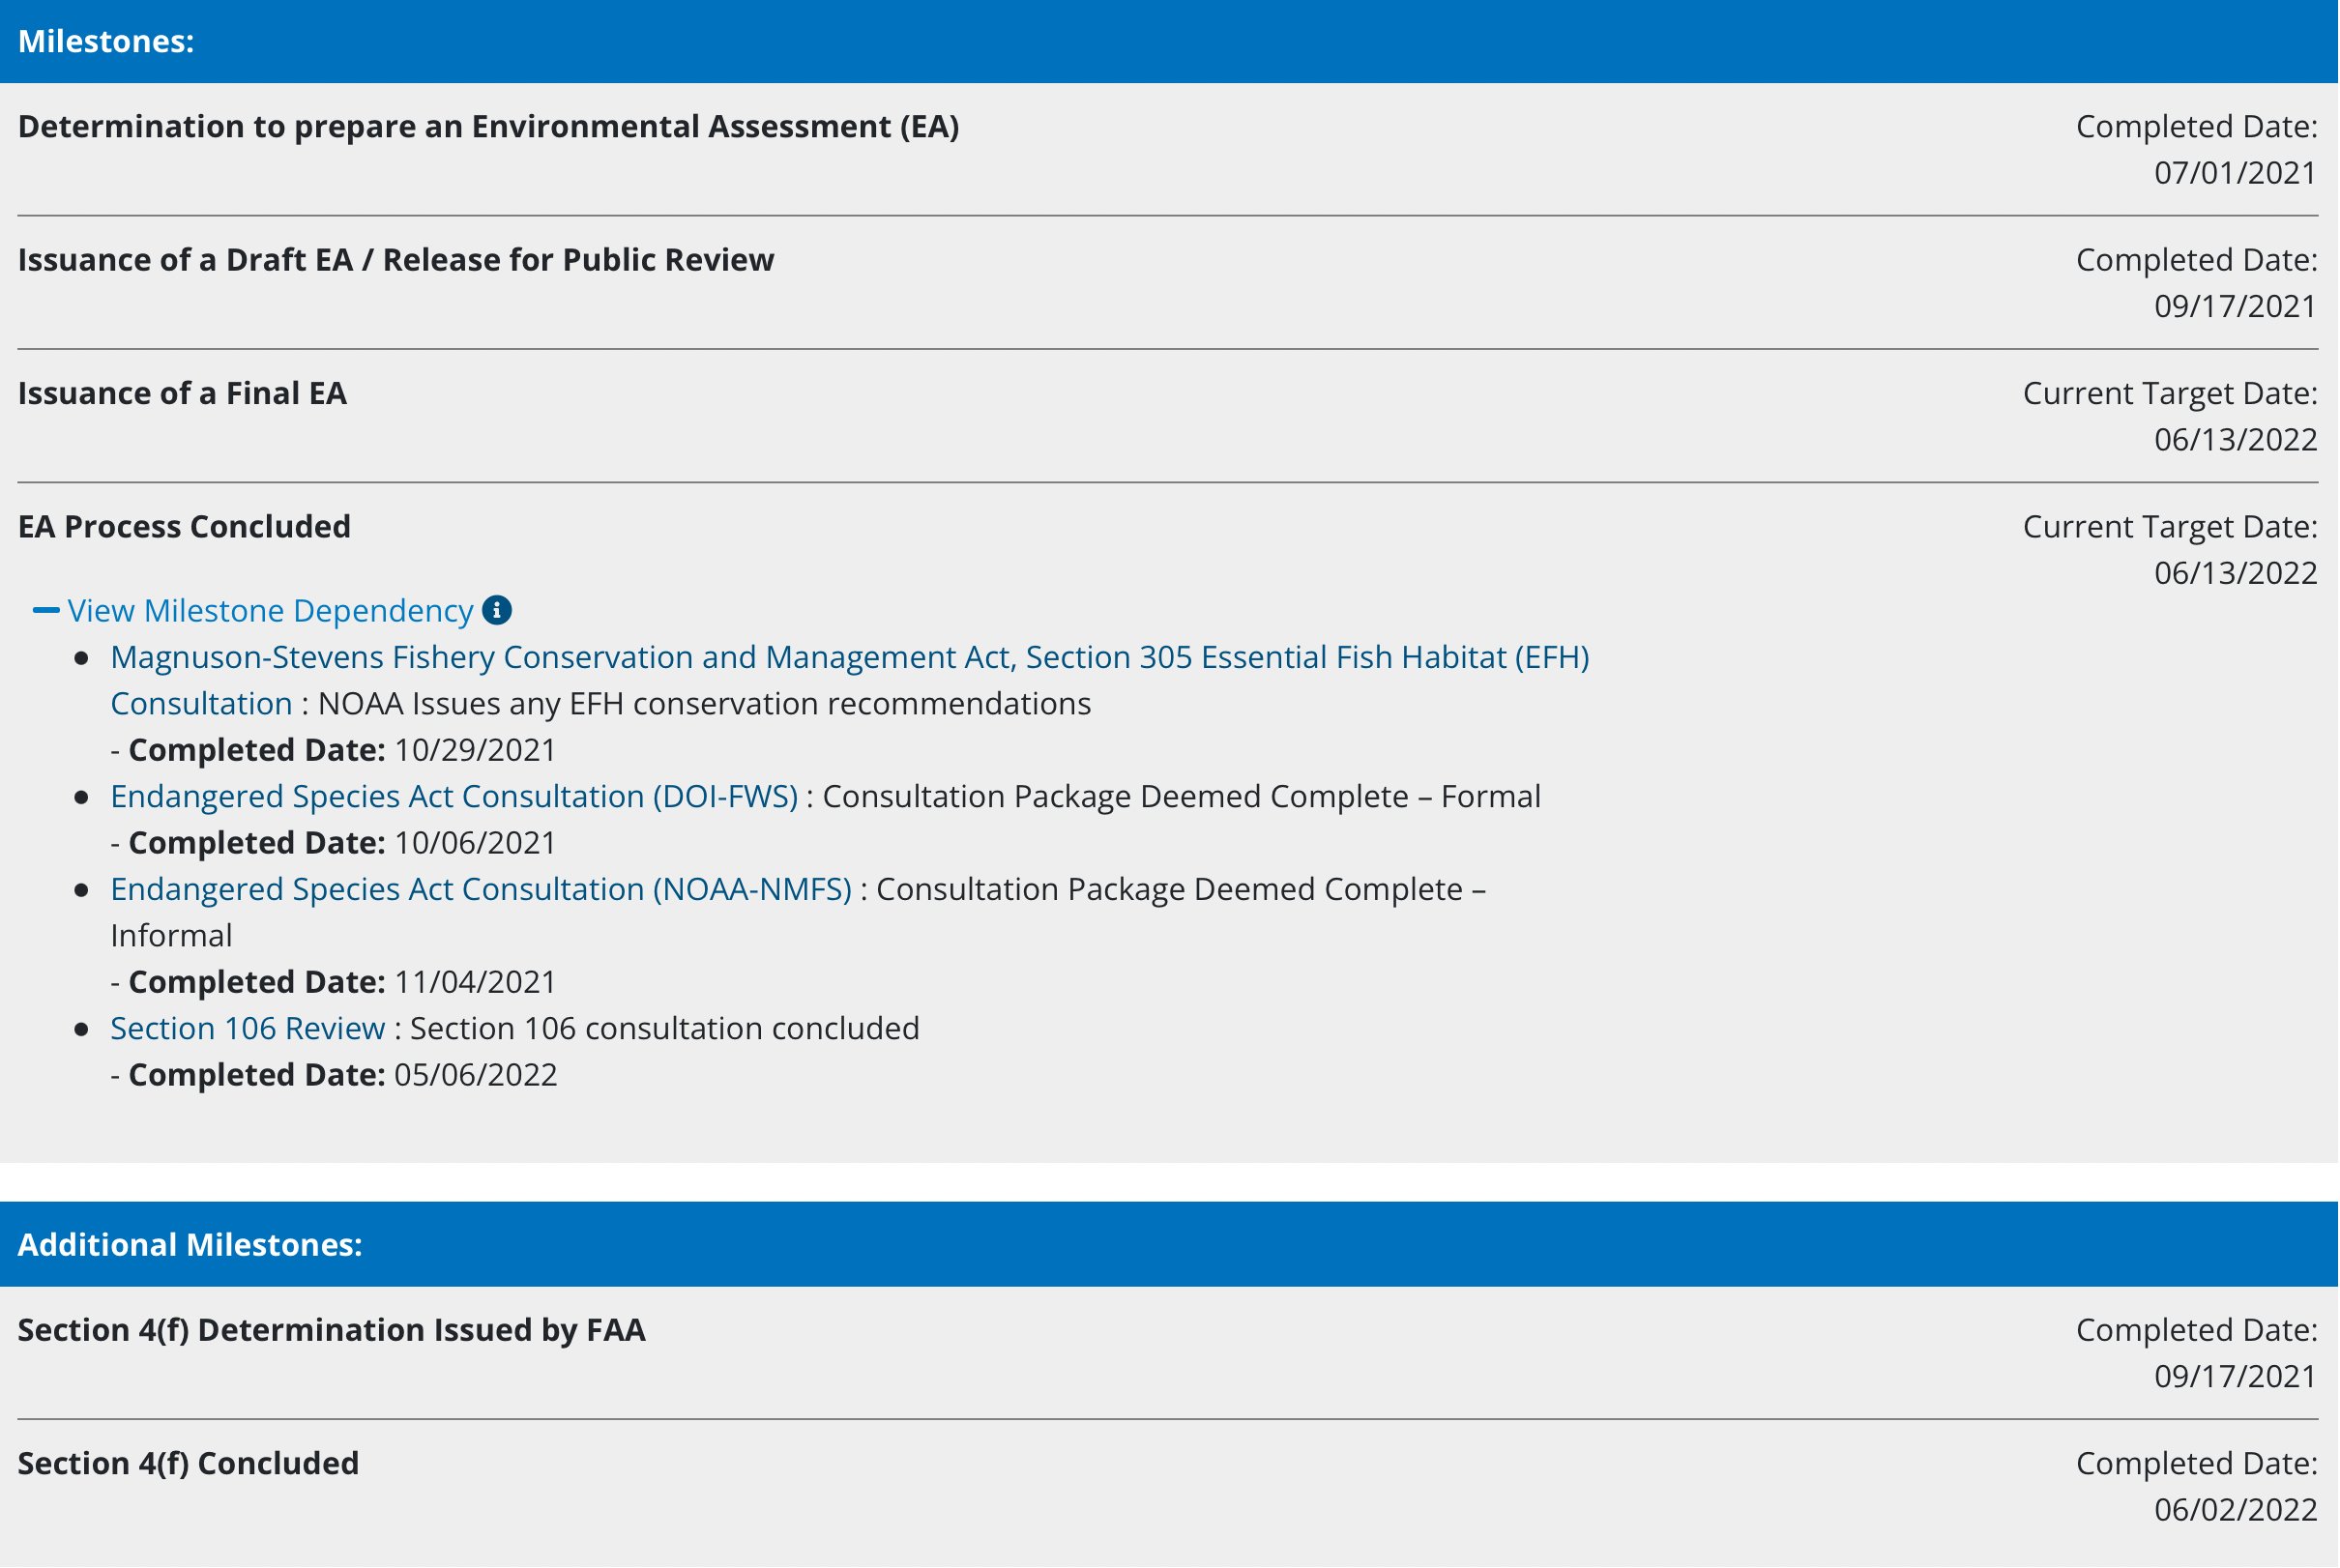 Milestones:
Determination to prepare an Environmental Assessment (EA)
Completed Date:
07/01/2021
Issuance of a Draft EA / Release for Public Review
Completed Date:
09/17/2021
Issuance of a Final EA
Current Target Date:
06/13/2022
EA Process Concluded
Current Target Date:
06/13/2022
View Milestone Dependency
● Magnuson-Stevens Fishery Conservation and Management Act, Section 305 Essential Fish Habitat (EFH)
Consultation : NOAA Issues any EFH conservation recommendations
- Completed Date: 10/29/2021
● Endangered Species Act Consultation (DOI-FWS) : Consultation Package Deemed Complete – Formal
- Completed Date: 10/06/2021
● Endangered Species Act Consultation (NOAA-NMFS) : Consultation Package Deemed Complete –
Informal
- Completed Date: 11/04/2021
● Section 106 Review : Section 106 consultation concluded
- Completed Date: 05/06/2022
Additional Milestones:
Section 4(f) Determination Issued by FAA
Completed Date:
09/17/2021
Section 4(f) Concluded
Completed Date:
06/02/2022